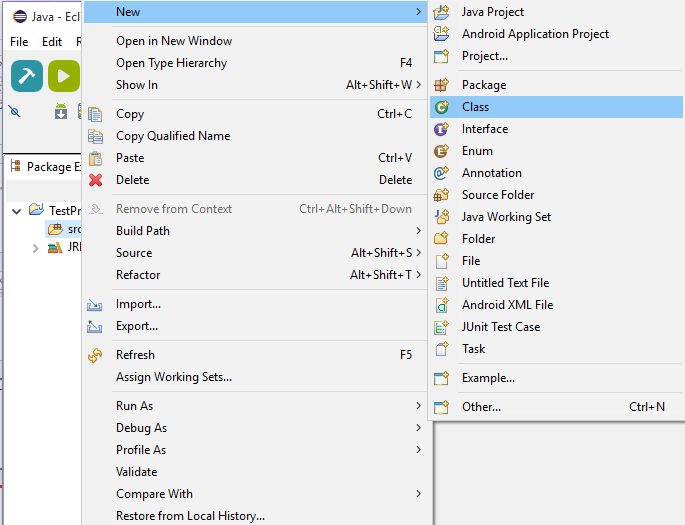 Java - Ecl
File Edit R
Package Ex
TestPr
src
JRE
New
Open in New Window
Open Type Hierarchy F4
Show In Alt+Shift+W
Copy Ctrl+C
Copy Qualified Name
Paste Ctrl+V
Delete Delete
Remove from Context Ctrl+Alt+Shift+Down
Build Path
Source Alt+Shift+S
Refactor Alt+Shift+T
Import...
Export...
Refresh F5
Assign Working Sets...
Run As
Debug As
Profile As
Validate
Compare With
Restore from Local History...
Java Project
Android Application Project
Project...
Package
Class
Interface
Enum
Annotation
Source Folder
Java Working Set
Folder
File
Untitled Text File
Android XML File
JUnit Test Case
Task
Example...
Other... Ctrl+N